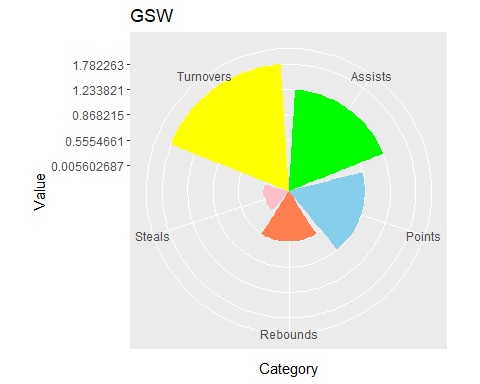 GSW
1.782263
1.233821
0.868215
0.5554661
0.005602687
Value
Turnovers
Assists
Steals
Points
Rebounds
Category